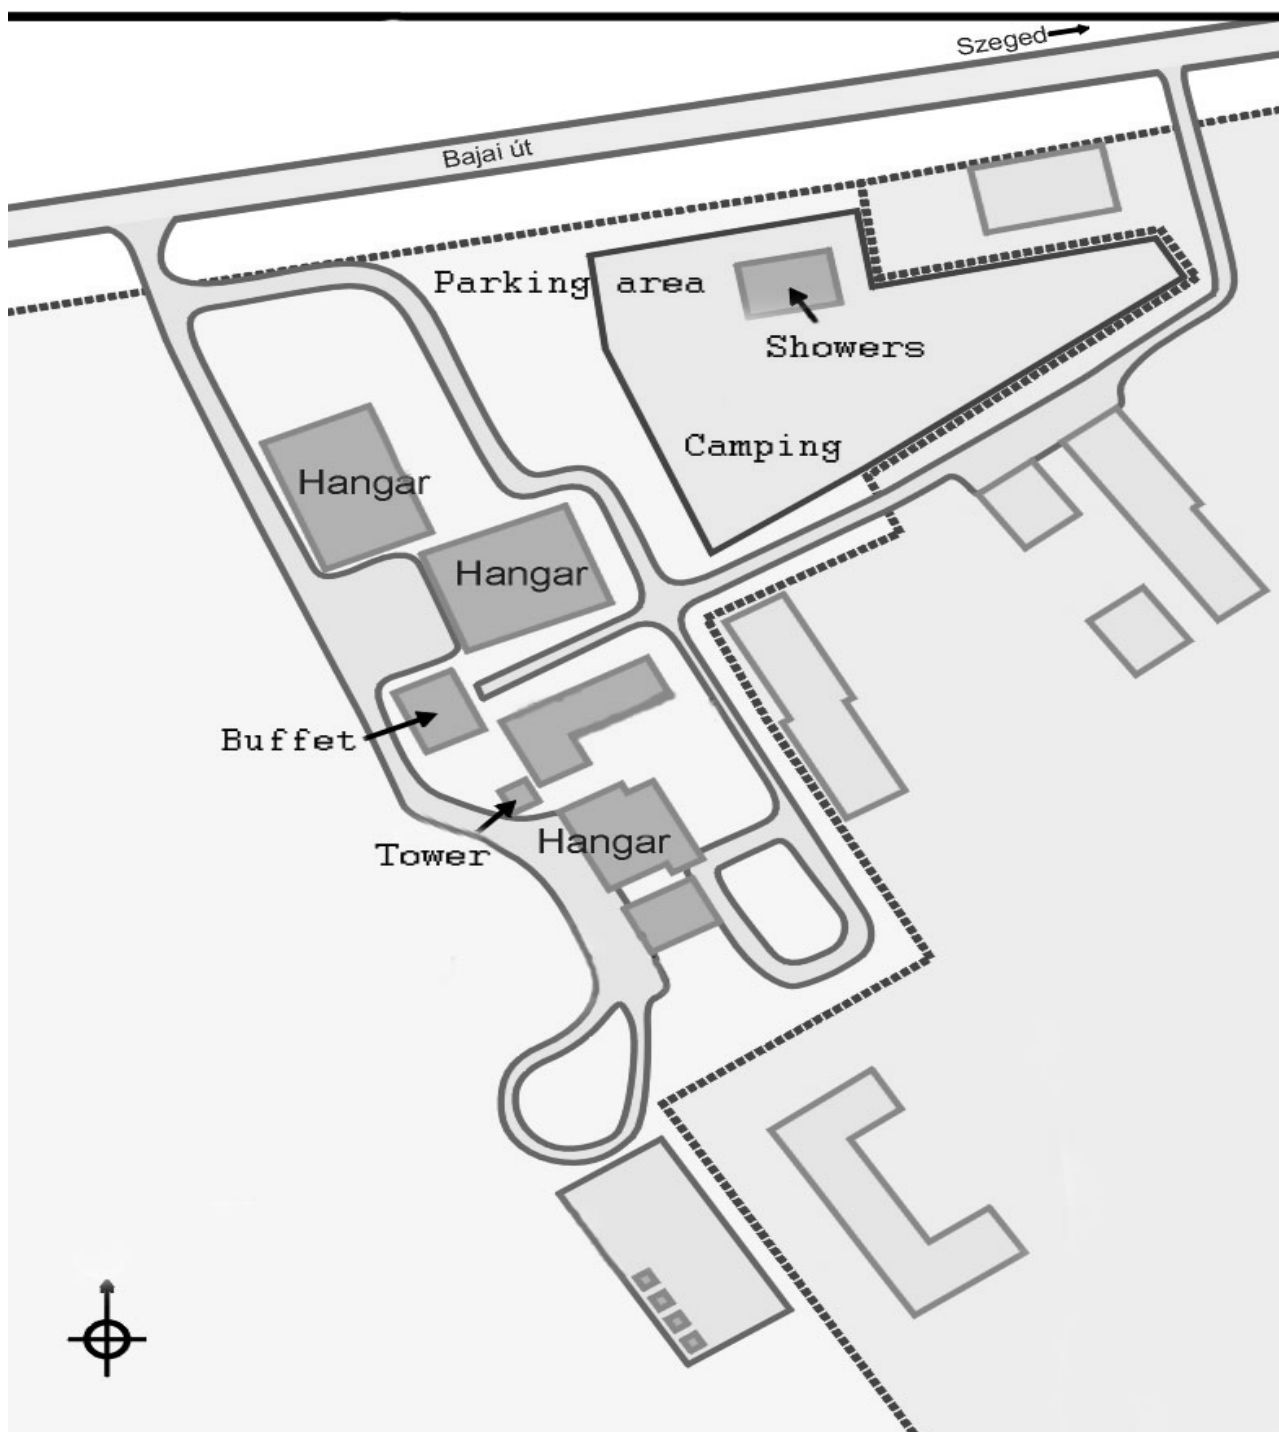 Szeged
Bajai út
Parking area
Showers
Camping
Hangar
Hangar
Buffet
Tower
Hangar